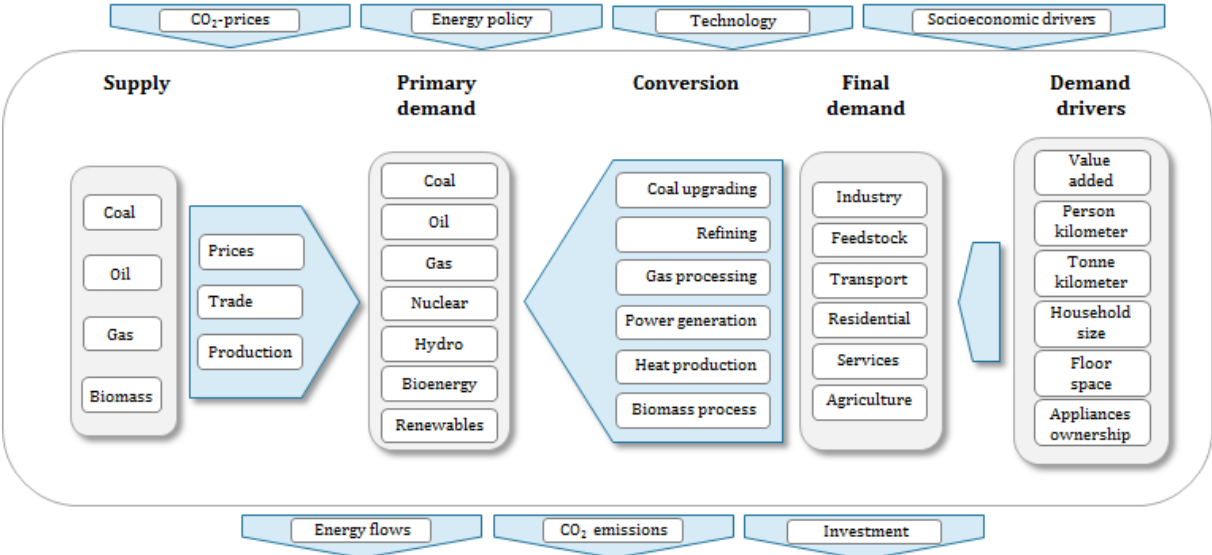 CO₂-prices
Energy policy
Technology
Socioeconomic drivers
Supply
Primary
demand
Conversion
Final
demand
Demand
drivers
Coal
Oil
Gas
Biomass
Prices
Trade
Production
Coal
Oil
Gas
Nuclear
Hydro
Bioenergy
Renewables
Coal upgrading
Refining
Gas processing
Power generation
Heat production
Biomass process
Industry
Feedstock
Transport
Residential
Services
Agriculture
Value
added
Person
kilometer
Tonne
kilometer
Household
size
Floor
space
Appliances
ownership
Energy flows
CO₂ emissions
Investment